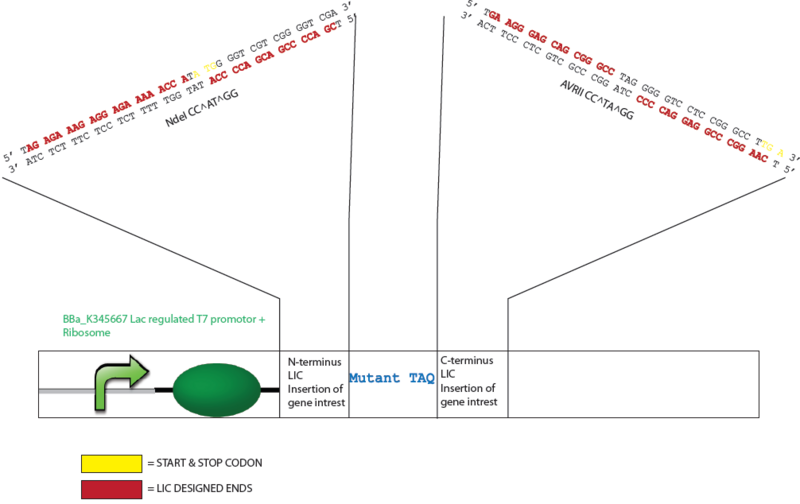 5' TAG AGA AAG AGG AGA AAA ACC ATA TGG GGT CGT CGG GGT CGA 3'
3' ATC TCT TTC TCC TCT TTT TGG TAT ACC CCA GCA GCC CCA GCT 5'
NdeI CC^AT^GG
5' TGA AGG GAG CAG CGG GCC TAG GGG GTC CTC CGG GCC TTG A 3'
3' ACT TCC CTC GTC GCC CGG ATC CCC CAG GAG GCC CGG AAC T 5'
AVRII CC^TA^GG
BBa_K345667 Lac regulated T7 promotor +
Ribosome
N-terminus
LIC
Insertion of
gene intrest
Mutant TAQ
C-terminus
LIC
Insertion of
gene intrest
= START & STOP CODON
= LIC DESIGNED ENDS